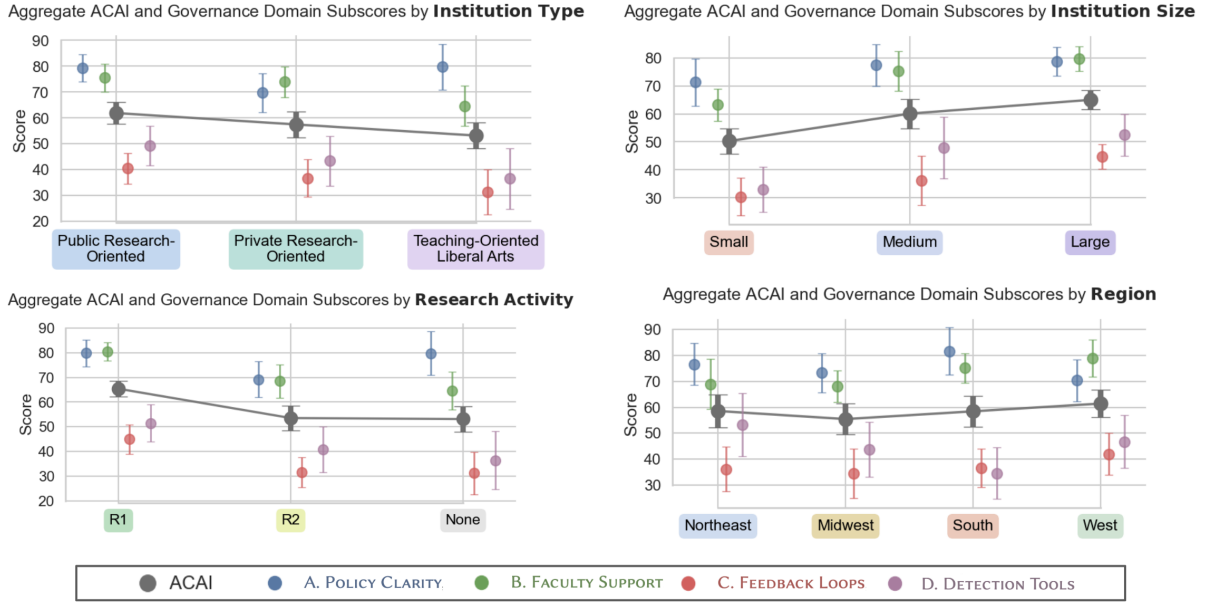 Aggregate ACAI and Governance Domain Subscores by Institution Type
90
80
70
60
50
40
30
20
Score
Public Research-
Oriented
Private Research-
Oriented
Teaching-Oriented
Liberal Arts
Aggregate ACAI and Governance Domain Subscores by Institution Size
80
70
60
50
40
30
Score
Small
Medium
Large
Aggregate ACAI and Governance Domain Subscores by Research Activity
90
80
70
60
50
40
30
20
Score
R1
R2
None
Aggregate ACAI and Governance Domain Subscores by Region
90
80
70
60
50
40
30
Score
Northeast
Midwest
South
West
ACAI
A. POLICY CLARITY
B. FACULTY SUPPORT
C. FEEDBACK LOOPS
D. DETECTION TOOLS